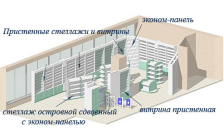 эконом-панель
Пристенные стеллажи и витрины
стеллаж островной сдвоенный
с эконом-панелью
витрина пристенная